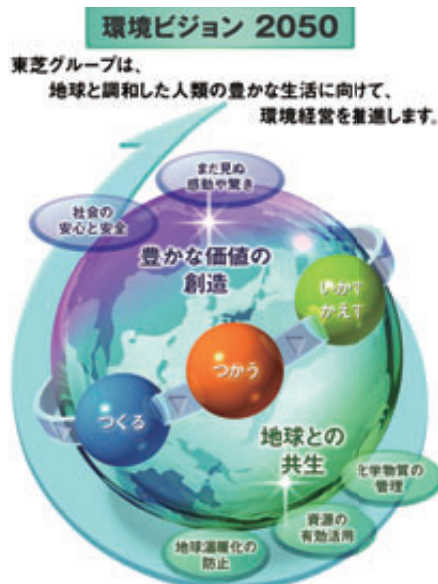 環境ビジョン 2050
東芝グループは、
地球と調和した人類の豊かな生活に向けて、
環境経営を推進します。
まだ見ぬ
感動や驚き
社会の
安心と安全
豊かな価値の
創造
いかす
かえす
つかう
つくる
地球との
共生
化学物質の
管理
資源の
有効活用
地球温暖化の
防止